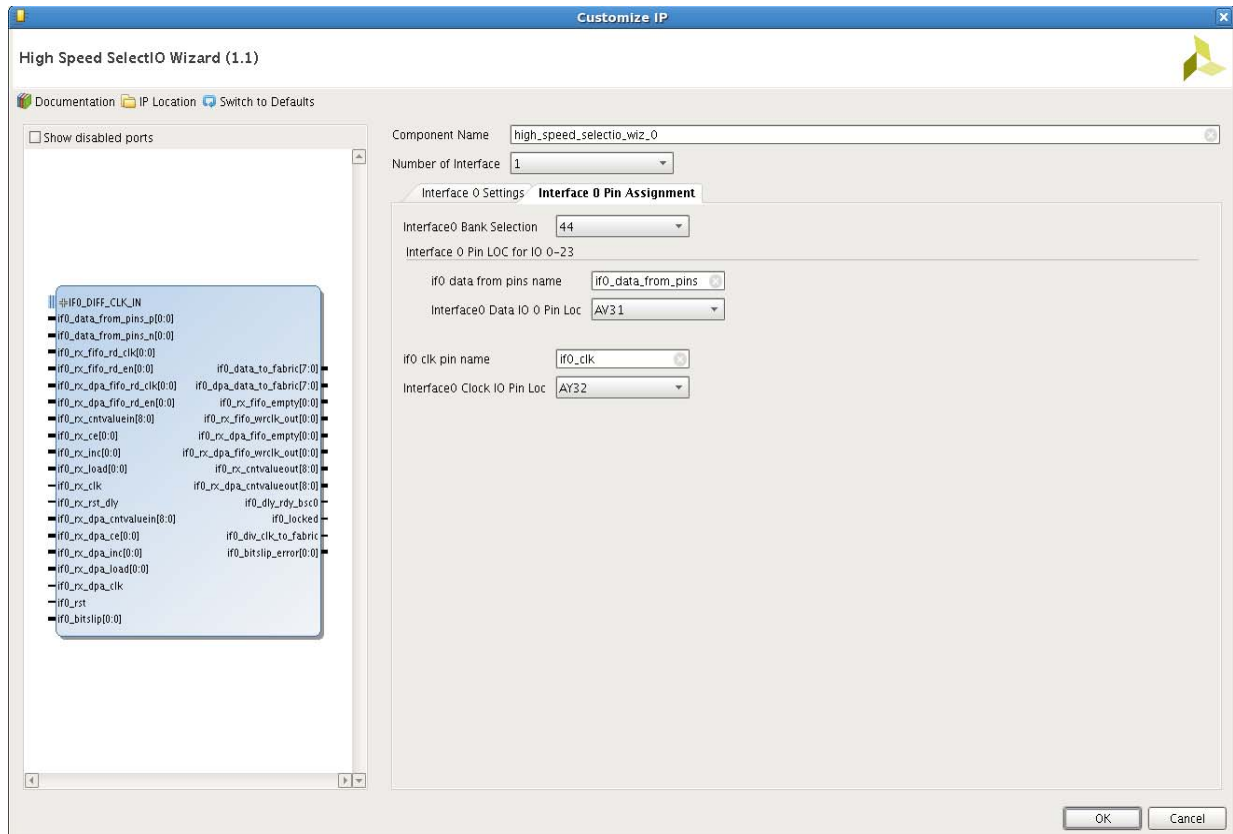 Customize IP
High Speed SelectIO Wizard (1.1)
Documentation IP Location Switch to Defaults
Show disabled ports
IF0_DIFF_CLK_IN
if0_data_from_pins_p[0:0]
if0_data_from_pins_n[0:0]
if0_rx_fifo_rd_clk[0:0]
if0_rx_fifo_rd_en[0:0]
if0_rx_dpa_fifo_rd_clk[0:0]
if0_rx_dpa_fifo_rd_en[0:0]
if0_rx_cntvaluein[8:0]
if0_rx_ce[0:0]
if0_rx_inc[0:0]
if0_rx_load[0:0]
if0_rx_clk
if0_rx_rst_dly
if0_rx_dpa_cntvaluein[8:0]
if0_rx_dpa_ce[0:0]
if0_rx_dpa_inc[0:0]
if0_rx_dpa_load[0:0]
if0_rx_dpa_clk
if0_rst
if0_bitslip[0:0]
if0_data_to_fabric[7:0]
if0_dpa_data_to_fabric[7:0]
if0_rx_fifo_empty[0:0]
if0_rx_fifo_wrclk_out[0:0]
if0_rx_dpa_fifo_empty[0:0]
if0_rx_dpa_fifo_wrclk_out[0:0]
if0_rx_cntvalueout[8:0]
if0_rx_dpa_cntvalueout[8:0]
if0_dly_rdy_bsc0
if0_locked
if0_div_clk_to_fabric
if0_bitslip_error[0:0]
Component Name high_speed_selectio_wiz_0
Number of Interface 1
Interface 0 Settings Interface 0 Pin Assignment
Interface0 Bank Selection 44
Interface 0 Pin LOC for IO 0-23
if0 data from pins name if0_data_from_pins
Interface0 Data IO 0 Pin Loc AV31
if0 clk pin name if0_clk
Interface0 Clock IO Pin Loc AY32
OK Cancel